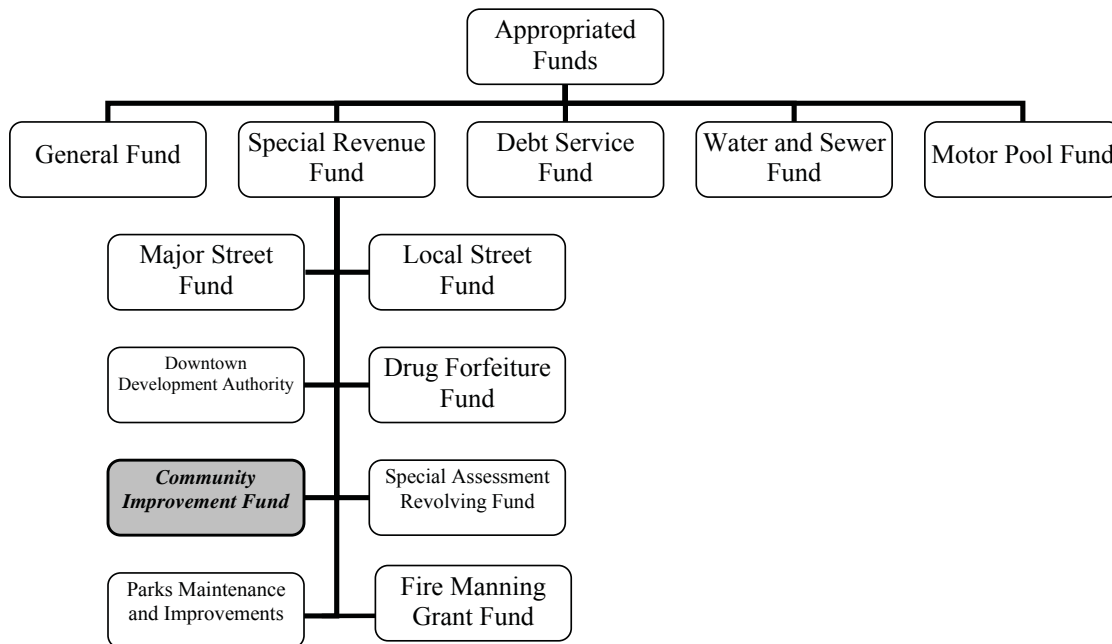 Appropriated
Funds
General Fund
Special Revenue
Fund
Debt Service
Fund
Water and Sewer
Fund
Motor Pool Fund
Major Street
Fund
Local Street
Fund
Downtown
Development Authority
Drug Forfeiture
Fund
Community
Improvement Fund
Special Assessment
Revolving Fund
Parks Maintenance
and Improvements
Fire Manning
Grant Fund